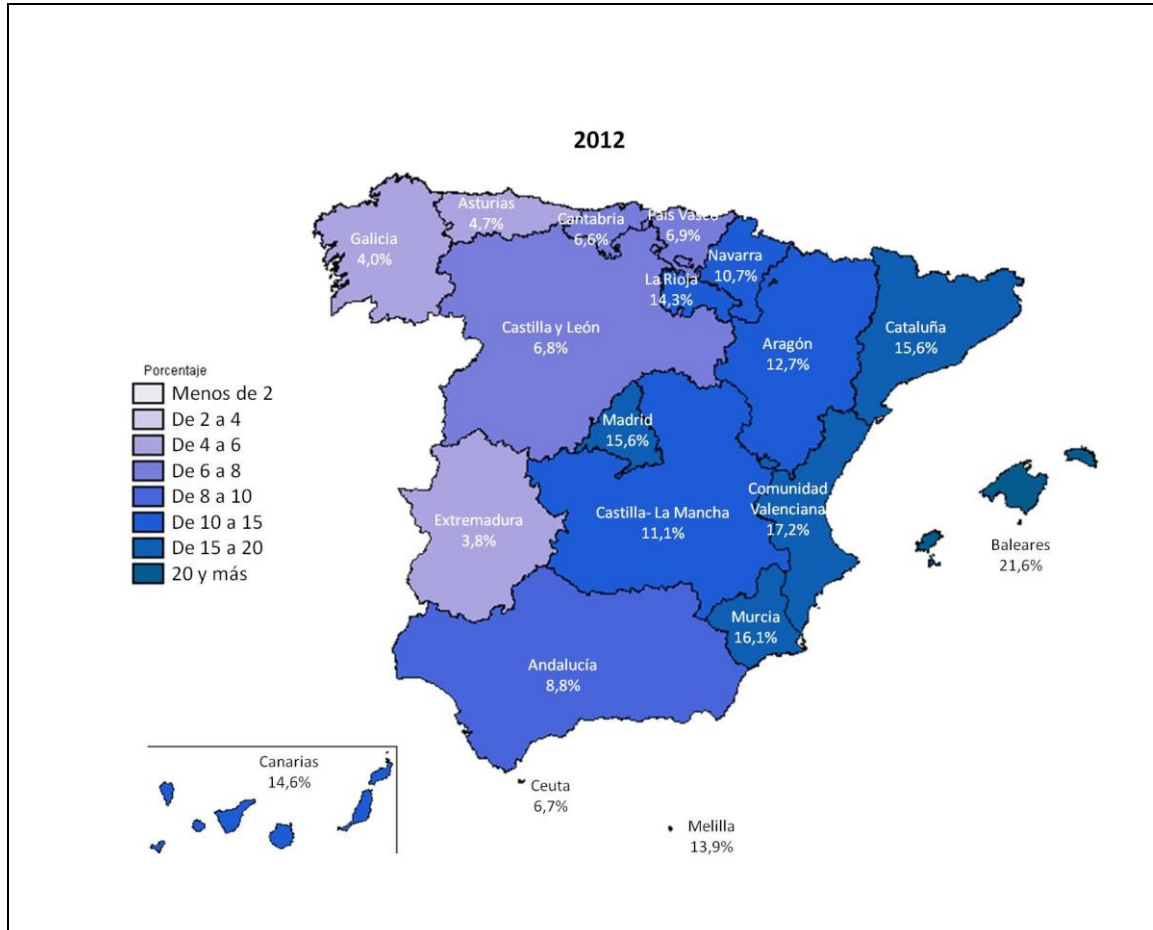 2012
Asturias
4,7%
Cantabria
6,6%
País Vasco
6,9%
Galicia
4,0%
Navarra
10,7%
La Rioja
14,3%
Castilla y León
6,8%
Aragón
12,7%
Cataluña
15,6%
Porcentaje
Menos de 2
De 2 a 4
De 4 a 6
De 6 a 8
De 8 a 10
De 10 a 15
De 15 a 20
20 y más
Madrid
15,6%
Comunidad
Valenciana
17,2%
Extremadura
3,8%
Castilla- La Mancha
11,1%
Baleares
21,6%
Murcia
16,1%
Andalucía
8,8%
Canarias
14,6%
Ceuta
6,7%
Melilla
13,9%